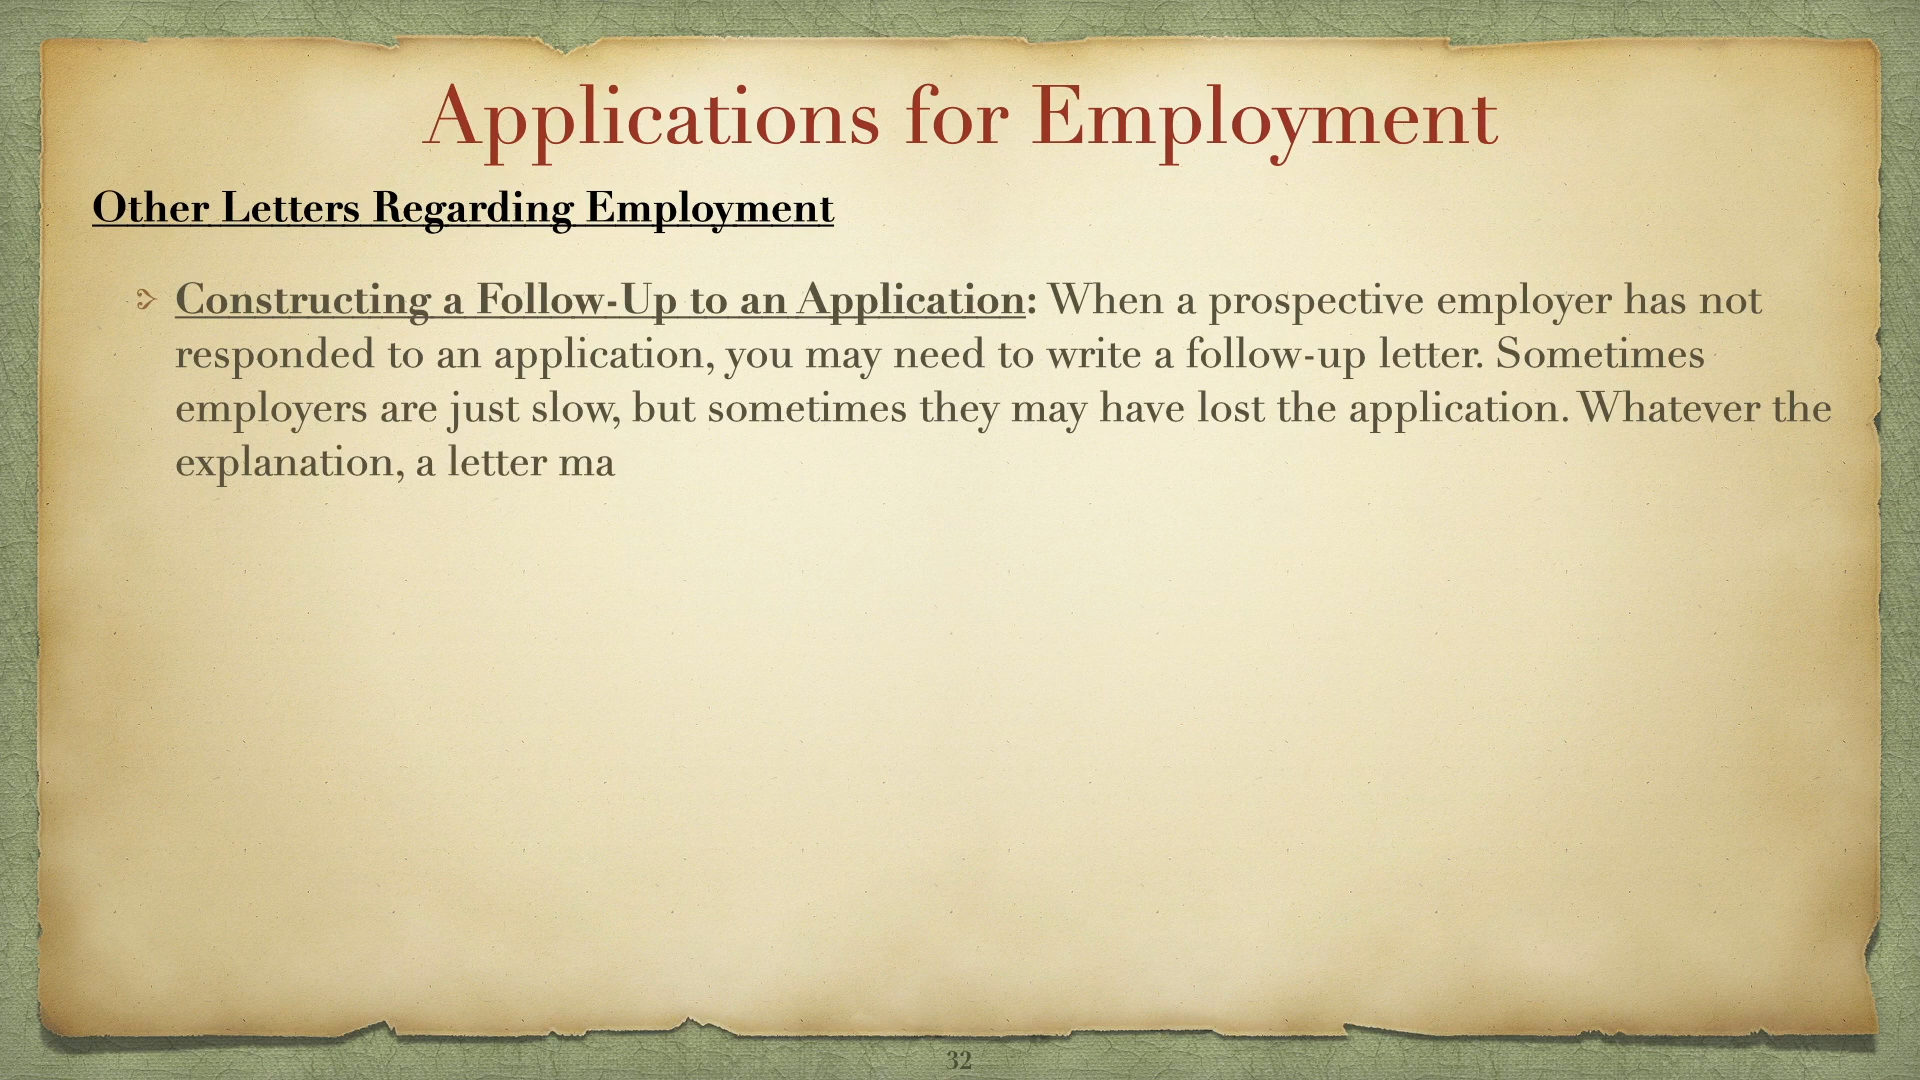 Applications for Employment
Other Letters Regarding Employment
Constructing a Follow-Up to an Application: When a prospective employer has not
responded to an application, you may need to write a follow-up letter. Sometimes
employers are just slow, but sometimes they may have lost the application. Whatever the
explanation, a letter ma
32